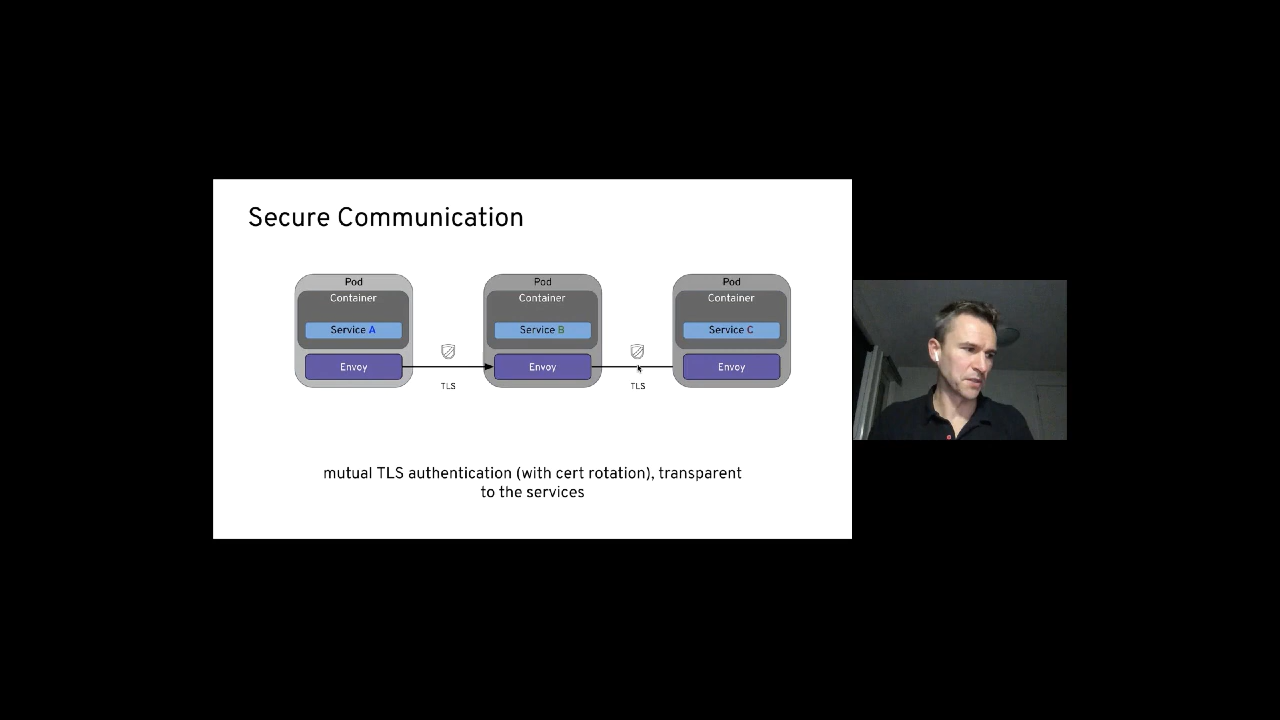 Secure Communication
Pod
Container
Service A
Envoy
TLS
Pod
Container
Service B
Envoy
TLS
Pod
Container
Service C
Envoy
mutual TLS authentication (with cert rotation), transparent
to the services